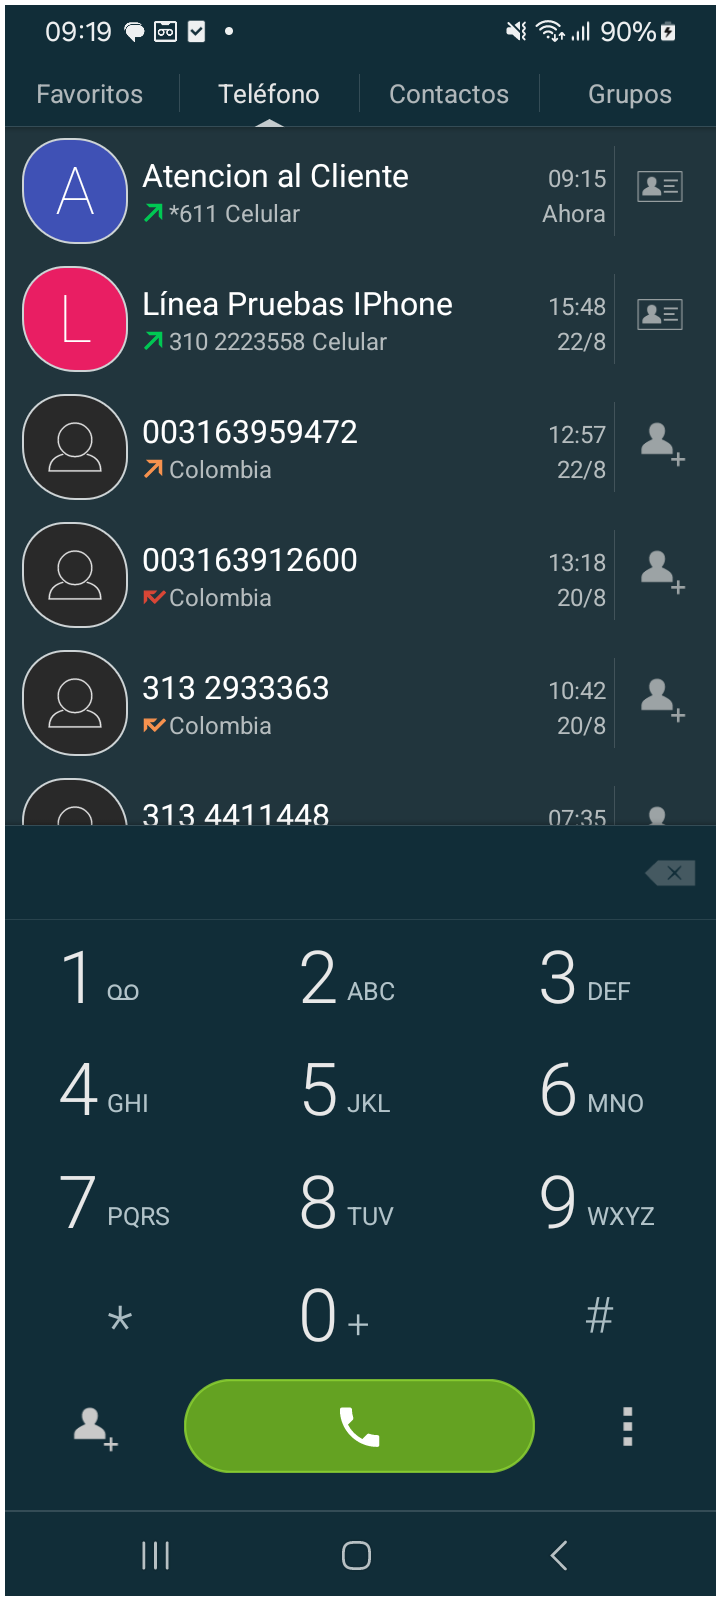 09:19 90%
Favoritos Teléfono Contactos Grupos
A Atencion al Cliente 09:15
*611 Celular Ahora
L Línea Pruebas IPhone 15:48
310 2223558 Celular 22/8
003163959472 12:57
Colombia 22/8
003163912600 13:18
Colombia 20/8
313 2933363 10:42
Colombia 20/8
313 4411448 07:35
1 2 ABC 3 DEF
4 GHI 5 JKL 6 MNO
7 PQRS 8 TUV 9 WXYZ
* 0 + #